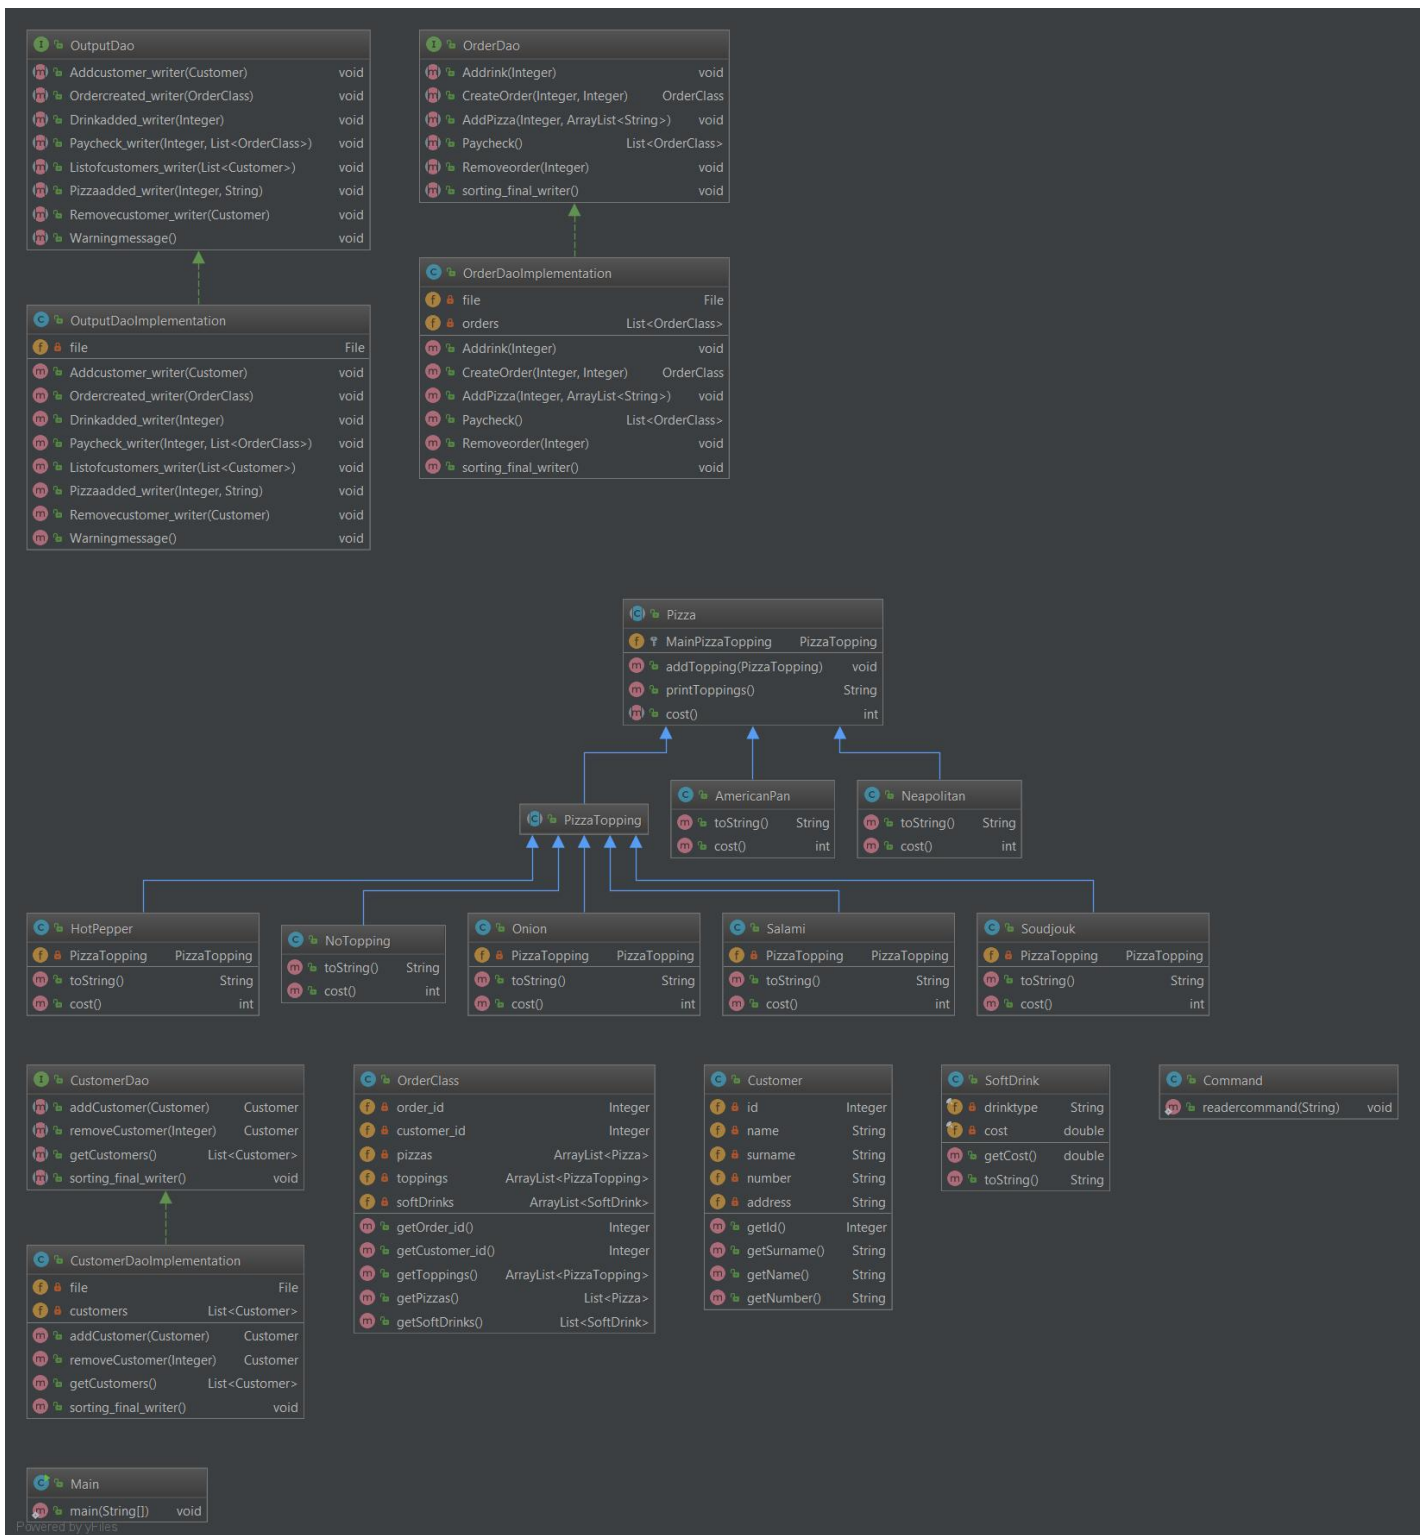 OutputDao
Addcustomer_writer(Customer) void
Ordercreated_writer(OrderClass) void
Drinkadded_writer(Integer) void
Paycheck_writer(Integer, List<OrderClass>) void
Listofcustomers_writer(List<Customer>) void
Pizzaadded_writer(Integer, String) void
Removecustomer_writer(Customer) void
Warningmessage() void
OrderDao
Addrink(Integer) void
CreateOrder(Integer, Integer) OrderClass
AddPizza(Integer, ArrayList<String>) void
Paycheck() List<OrderClass>
Removeorder(Integer) void
sorting_final_writer() void
OutputDaoImplementation
file File
Addcustomer_writer(Customer) void
Ordercreated_writer(OrderClass) void
Drinkadded_writer(Integer) void
Paycheck_writer(Integer, List<OrderClass>) void
Listofcustomers_writer(List<Customer>) void
Pizzaadded_writer(Integer, String) void
Removecustomer_writer(Customer) void
Warningmessage() void
OrderDaoImplementation
file File
orders List<OrderClass>
Addrink(Integer) void
CreateOrder(Integer, Integer) OrderClass
AddPizza(Integer, ArrayList<String>) void
Paycheck() List<OrderClass>
Removeorder(Integer) void
sorting_final_writer() void
Pizza
MainPizzaTopping PizzaTopping
addTopping(PizzaTopping) void
printToppings() String
cost() int
PizzaTopping
AmericanPan
toString() String
cost() int
Neapolitan
toString() String
cost() int
HotPepper
PizzaTopping PizzaTopping
toString() String
cost() int
NoTopping
toString() String
cost() int
Onion
PizzaTopping PizzaTopping
toString() String
cost() int
Salami
PizzaTopping PizzaTopping
toString() String
cost() int
Soudjouk
PizzaTopping PizzaTopping
toString() String
cost() int
CustomerDao
addCustomer(Customer) Customer
removeCustomer(Integer) Customer
getCustomers() List<Customer>
sorting_final_writer() void
OrderClass
order_id Integer
customer_id Integer
pizzas ArrayList<Pizza>
toppings ArrayList<PizzaTopping>
softDrinks ArrayList<SoftDrink>
getOrder_id() Integer
getCustomer_id() Integer
getToppings() ArrayList<PizzaTopping>
getPizzas() List<Pizza>
getSoftDrinks() List<SoftDrink>
Customer
id Integer
name String
surname String
number String
address String
getId() Integer
getSurname() String
getName() String
getNumber() String
SoftDrink
drinktype String
cost double
getCost() double
toString() String
Command
readercommand(String) void
CustomerDaoImplementation
file File
customers List<Customer>
addCustomer(Customer) Customer
removeCustomer(Integer) Customer
getCustomers() List<Customer>
sorting_final_writer() void
Main
main(String[]) void
Powered by yFiles